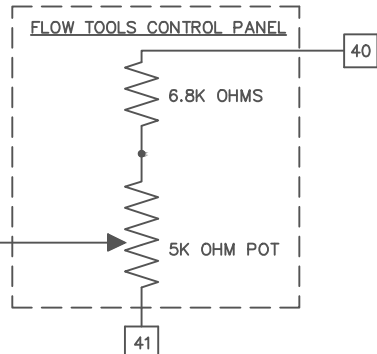 FLOW TOOLS CONTROL PANEL
40
6.8K OHMS
5K OHM POT
41